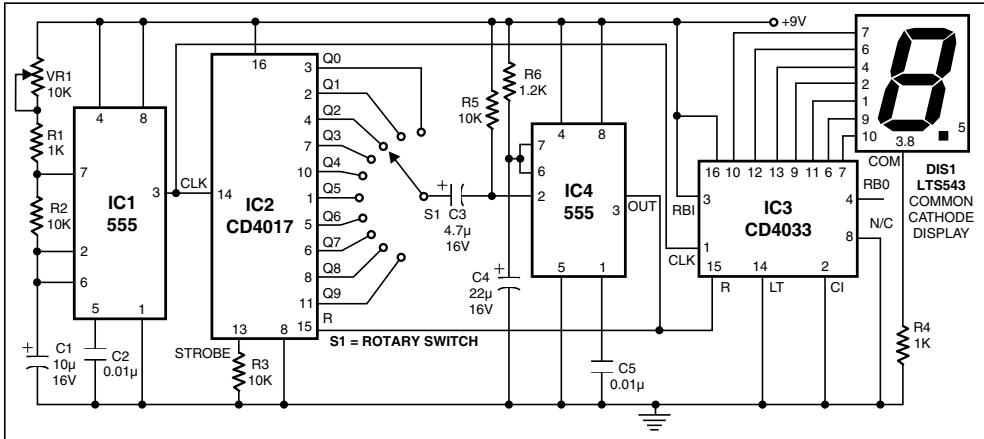 +9V
VR1
10K
R1
1K
R2
10K
C1
10µ
16V
4
8
7
3
IC1
555
2
6
5
1
C2
0.01µ
CLK
16
14
IC2
CD4017
3
2
4
7
10
1
5
6
8
11
15
13
8
Q0
Q1
Q2
Q3
Q4
Q5
Q6
Q7
Q8
Q9
R
STROBE
R3
10K
S1 = ROTARY SWITCH
S1
C3
4.7µ
16V
R5
10K
R6
1.2K
C4
22µ
16V
4
8
7
6
2
IC4
555
3
OUT
5
1
C5
0.01µ
16 10 12 13 9 11 6 7
RBI
3
IC3
CD4033
4
RB0
1
CLK
8
N/C
15
14
2
R
LT
CI
7
6
4
2
1
9
10
3.8
5
COM
DIS1
LTS543
COMMON
CATHODE
DISPLAY
R4
1K